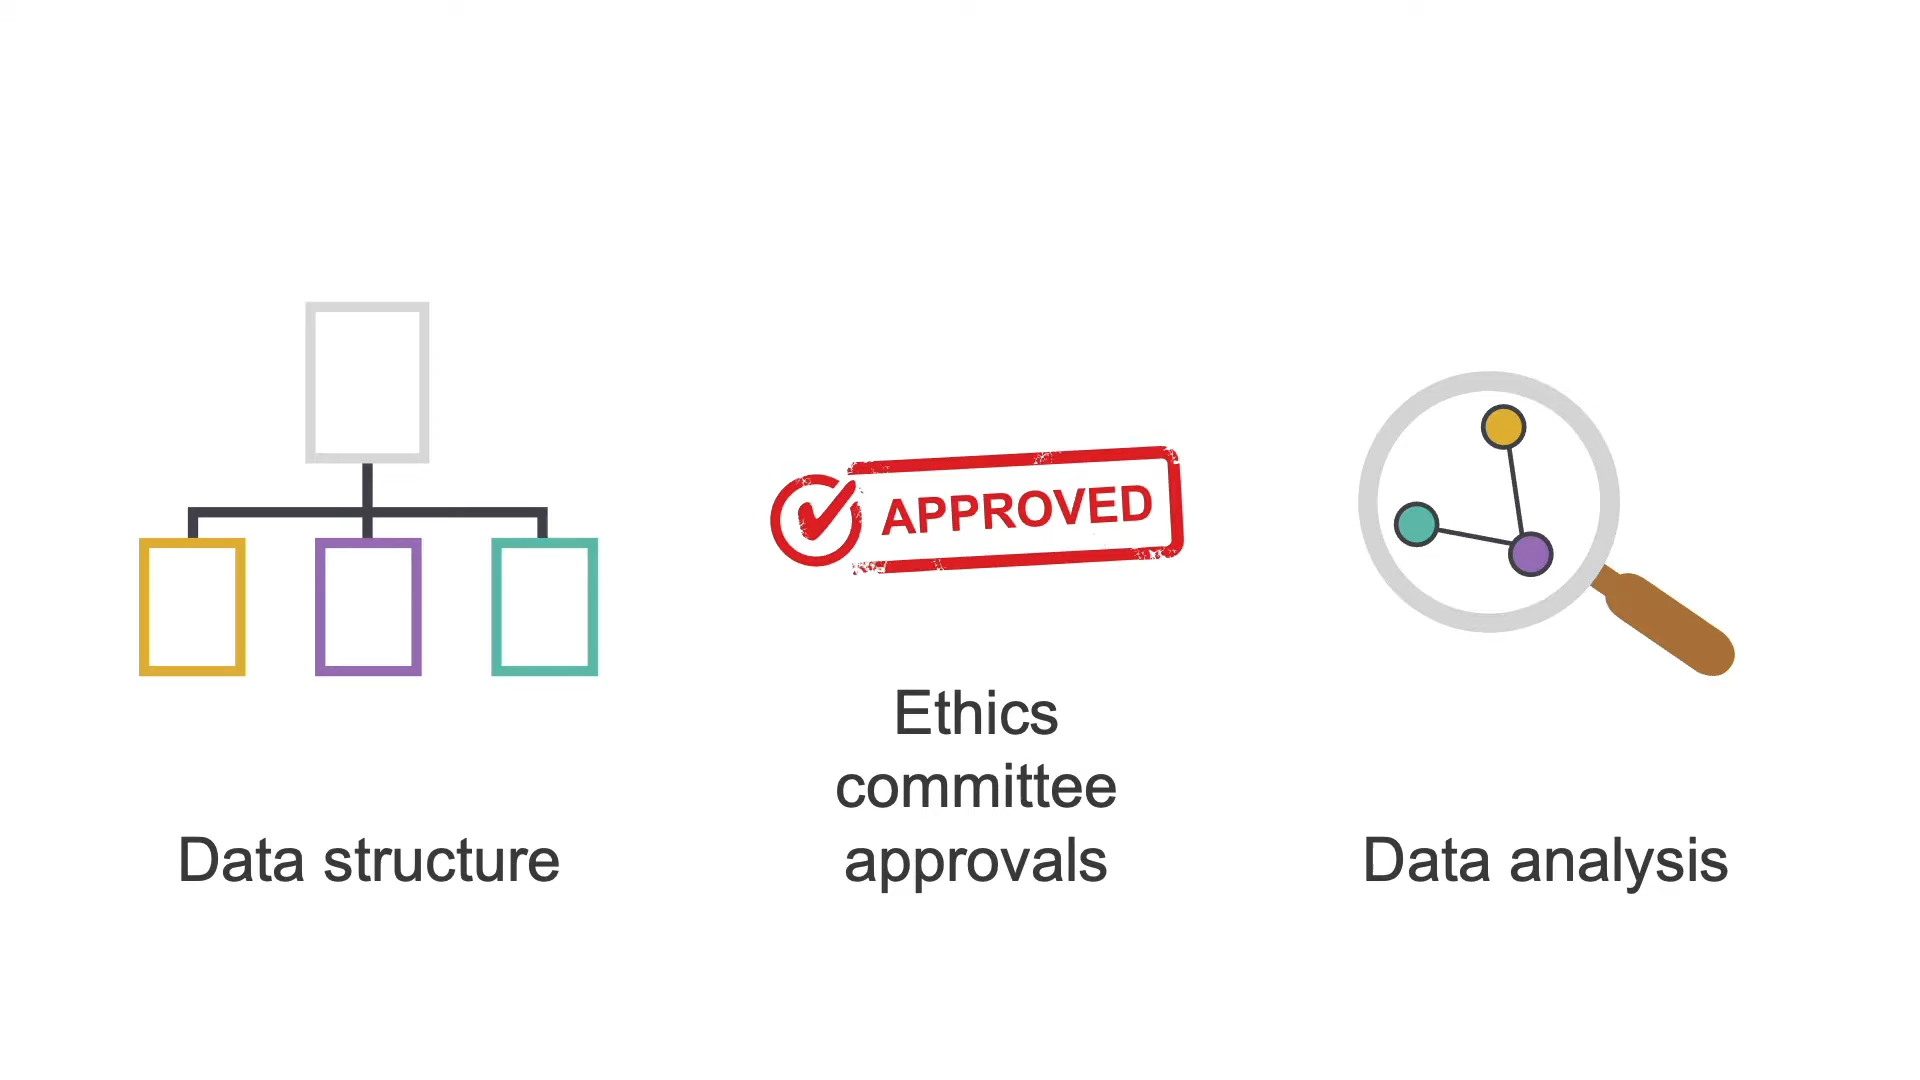 APPROVED
Ethics
committee
approvals
Data structure
Data analysis